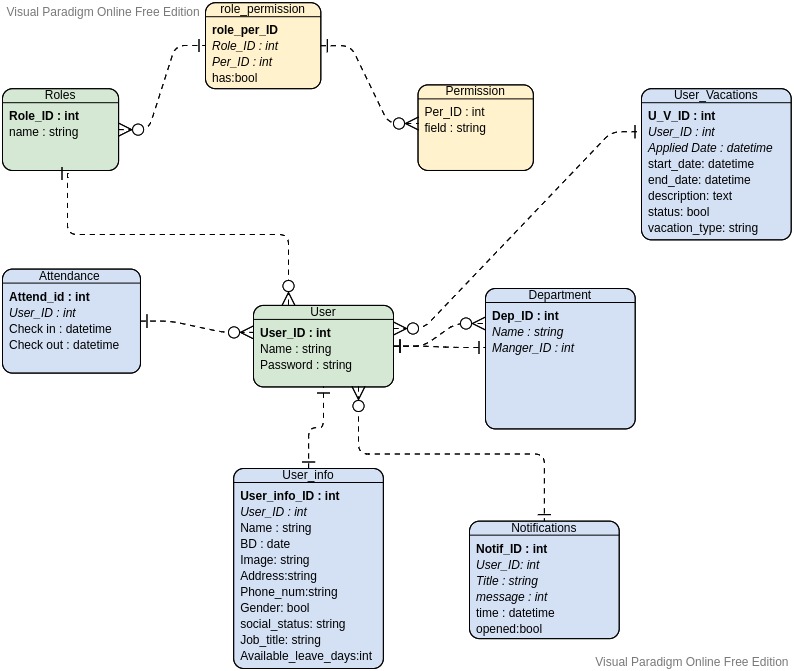 Visual Paradigm Online Free Edition
role_permission
role_per_ID
Role_ID : int
Per_ID : int
has:bool
Roles
Role_ID : int
name : string
Permission
Per_ID : int
field : string
User_Vacations
U_V_ID : int
User_ID : int
Applied Date : datetime
start_date: datetime
end_date: datetime
description: text
status: bool
vacation_type: string
Attendance
Attend_id : int
User_ID : int
Check in : datetime
Check out : datetime
User
User_ID : int
Name : string
Password : string
Department
Dep_ID : int
Name : string
Manger_ID : int
User_info
User_info_ID : int
User_ID : int
Name : string
BD : date
Image: string
Address:string
Phone_num:string
Gender: bool
social_status: string
Job_title: string
Available_leave_days:int
Notifications
Notif_ID : int
User_ID: int
Title : string
message : int
time : datetime
opened:bool
Visual Paradigm Online Free Edition